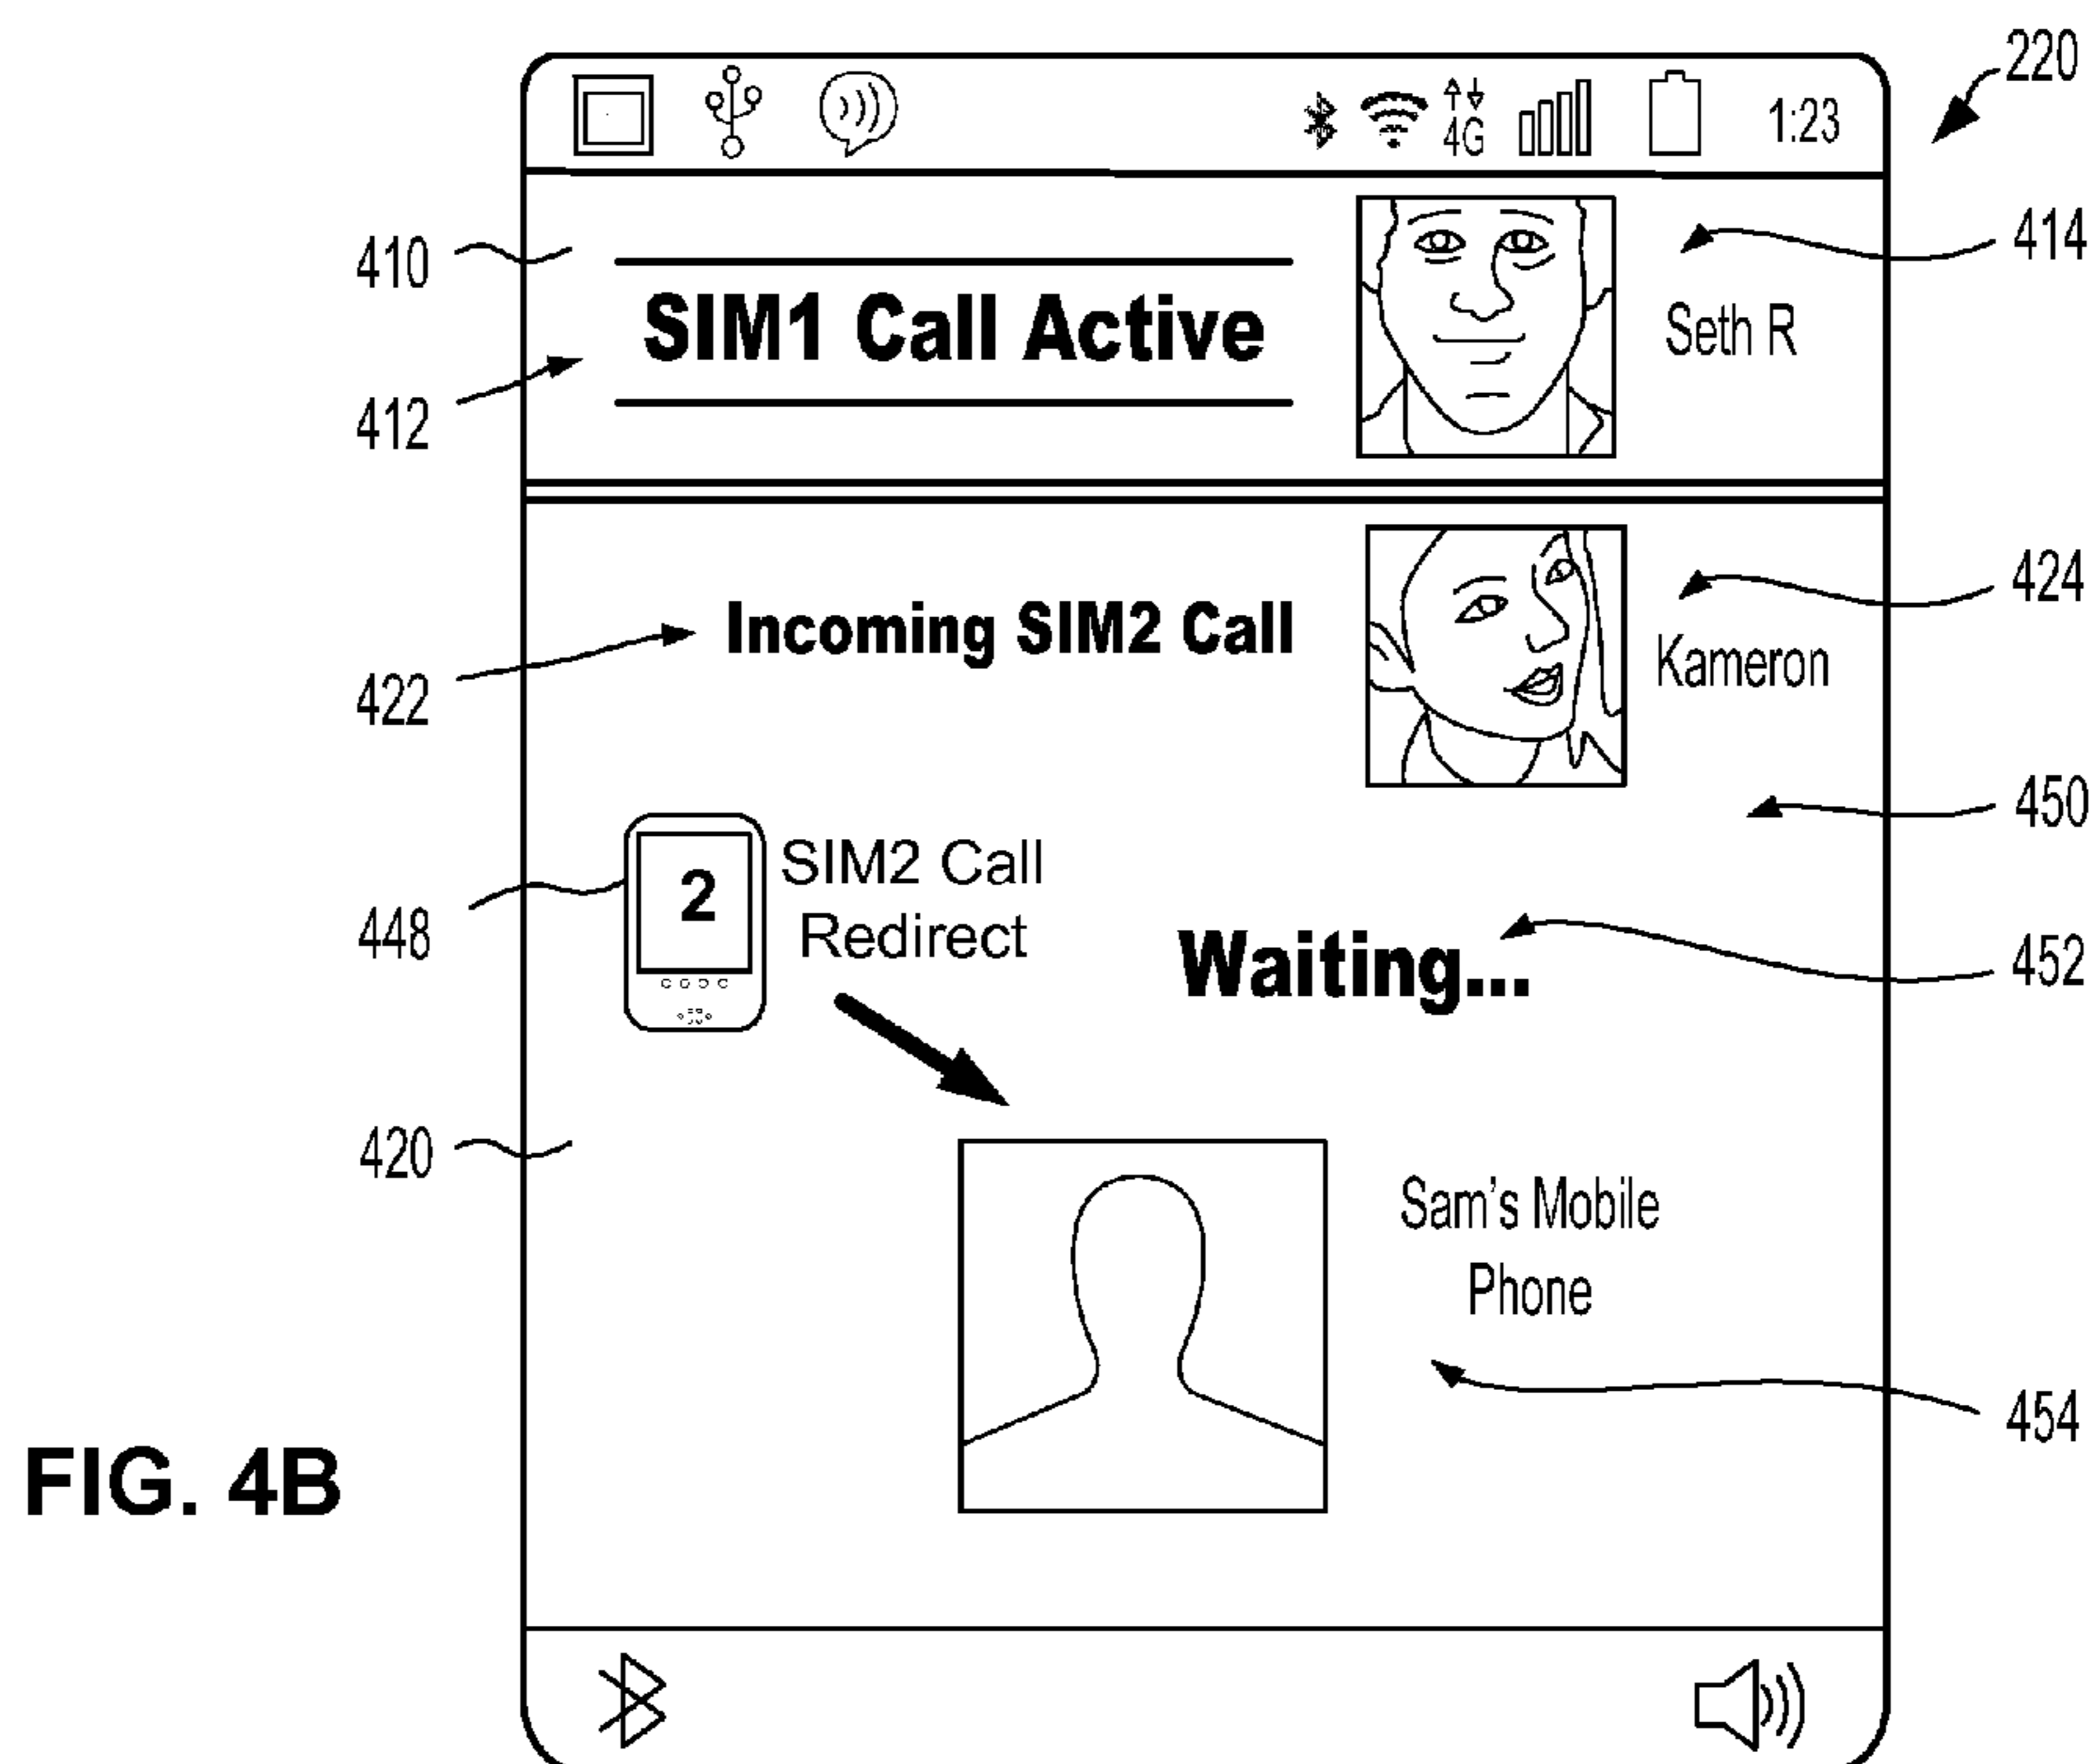 220
4G
1:23
410
414
SIM1 Call Active
Seth R
412
424
Incoming SIM2 Call
Kameron
422
450
2
SIM2 Call
Redirect
448
Waiting...
452
420
Sam's Mobile
Phone
454
FIG. 4B